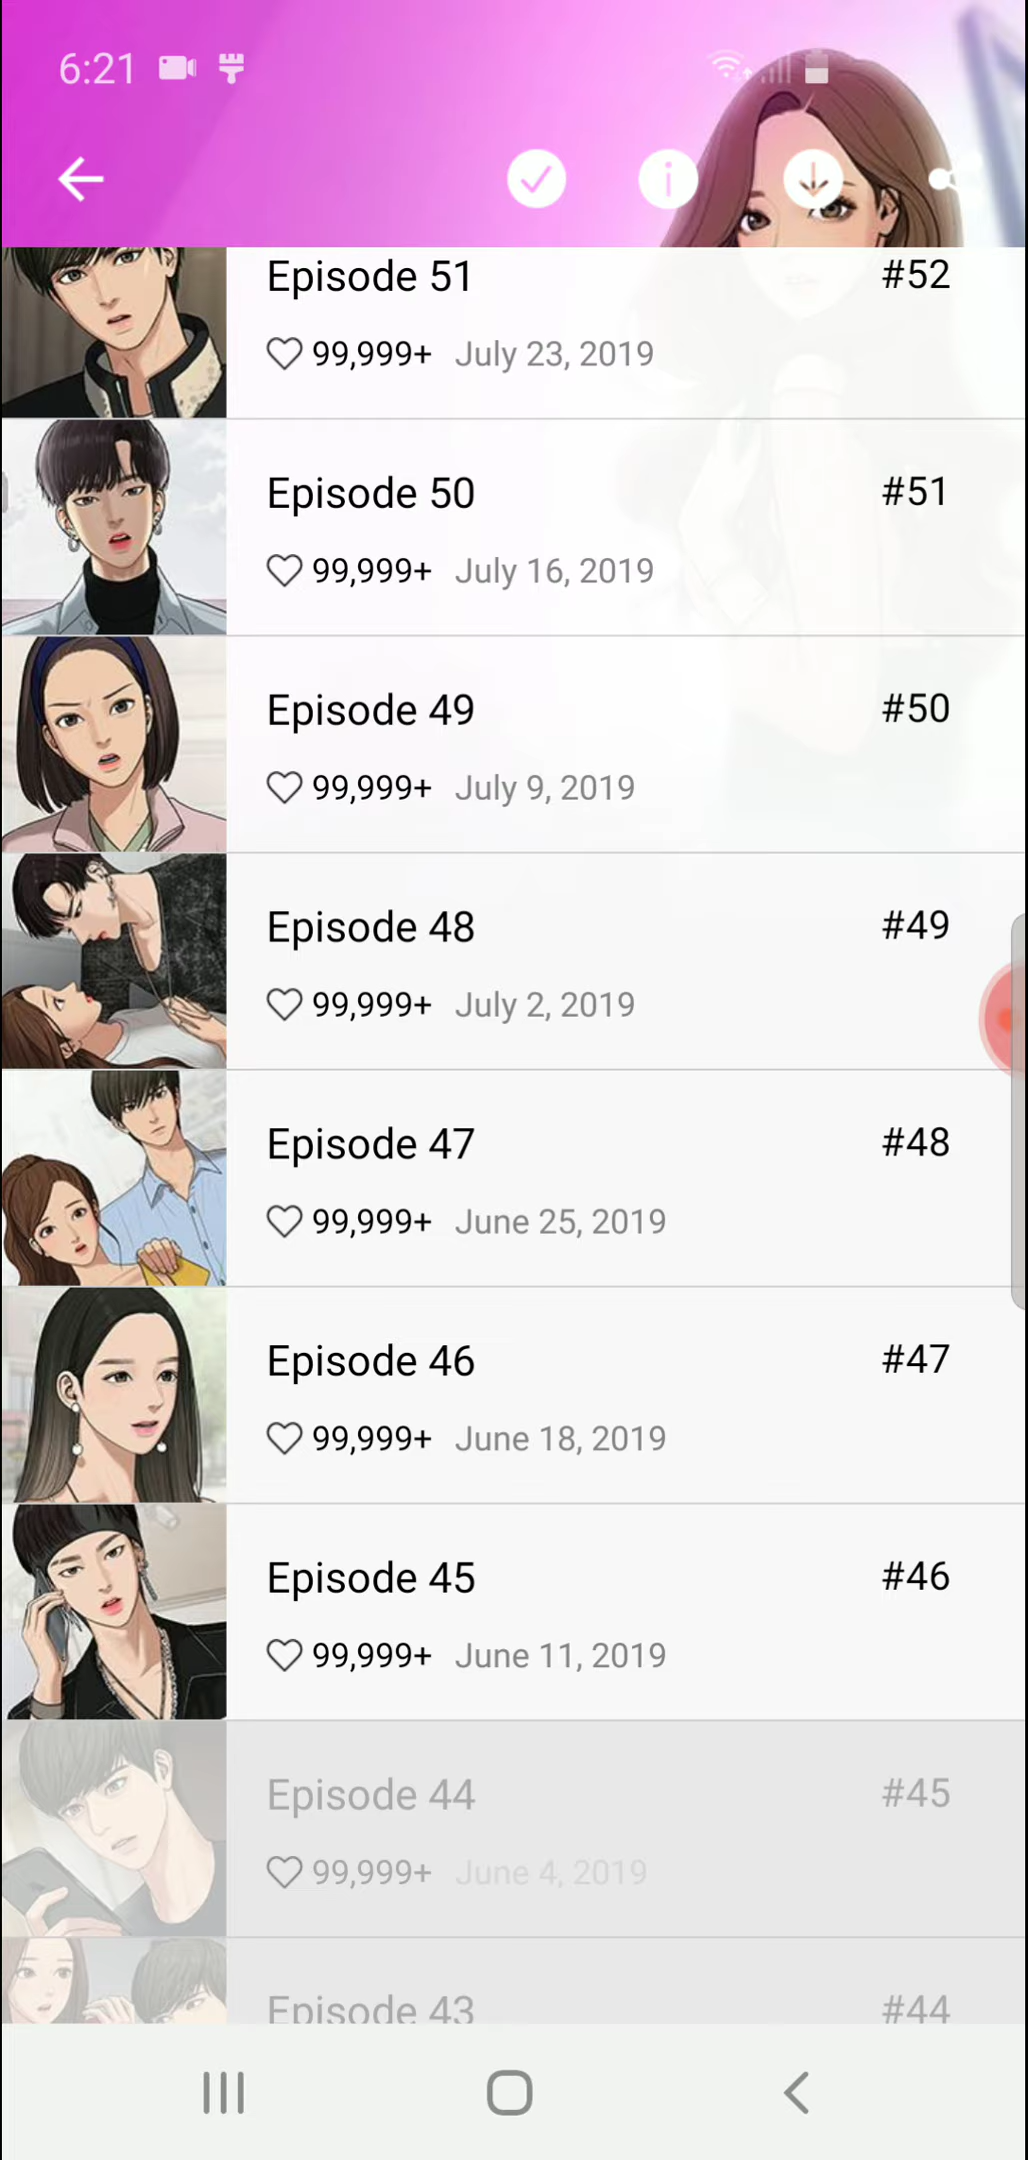 6:21
Episode 51
#52
99,999+ July 23, 2019
Episode 50
#51
99,999+ July 16, 2019
Episode 49
#50
99,999+ July 9, 2019
Episode 48
#49
99,999+ July 2, 2019
Episode 47
#48
99,999+ June 25, 2019
Episode 46
#47
99,999+ June 18, 2019
Episode 45
#46
99,999+ June 11, 2019
Episode 44
#45
99,999+ June 4, 2019
Episode 43
#44